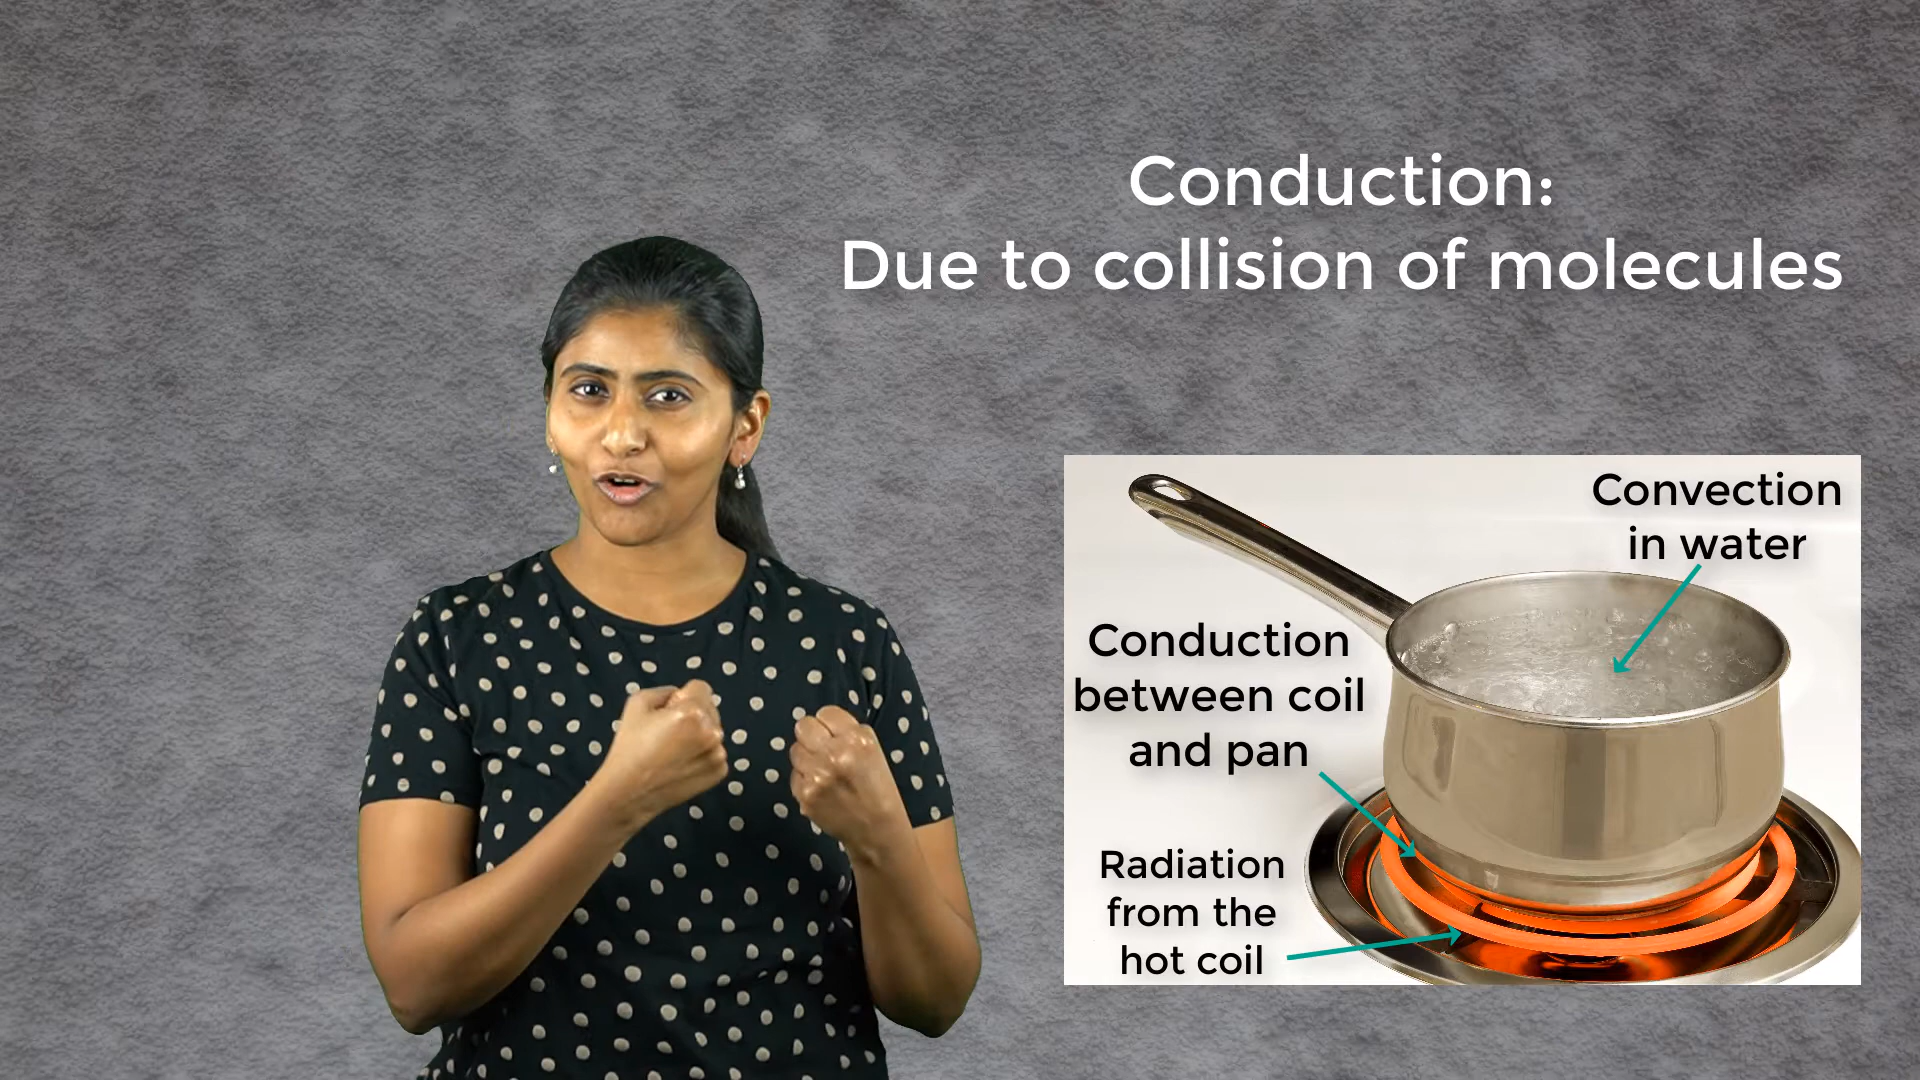 Conduction:
Due to collision of molecules
Convection
in water
Conduction
between coil
and pan
Radiation
from the
hot coil